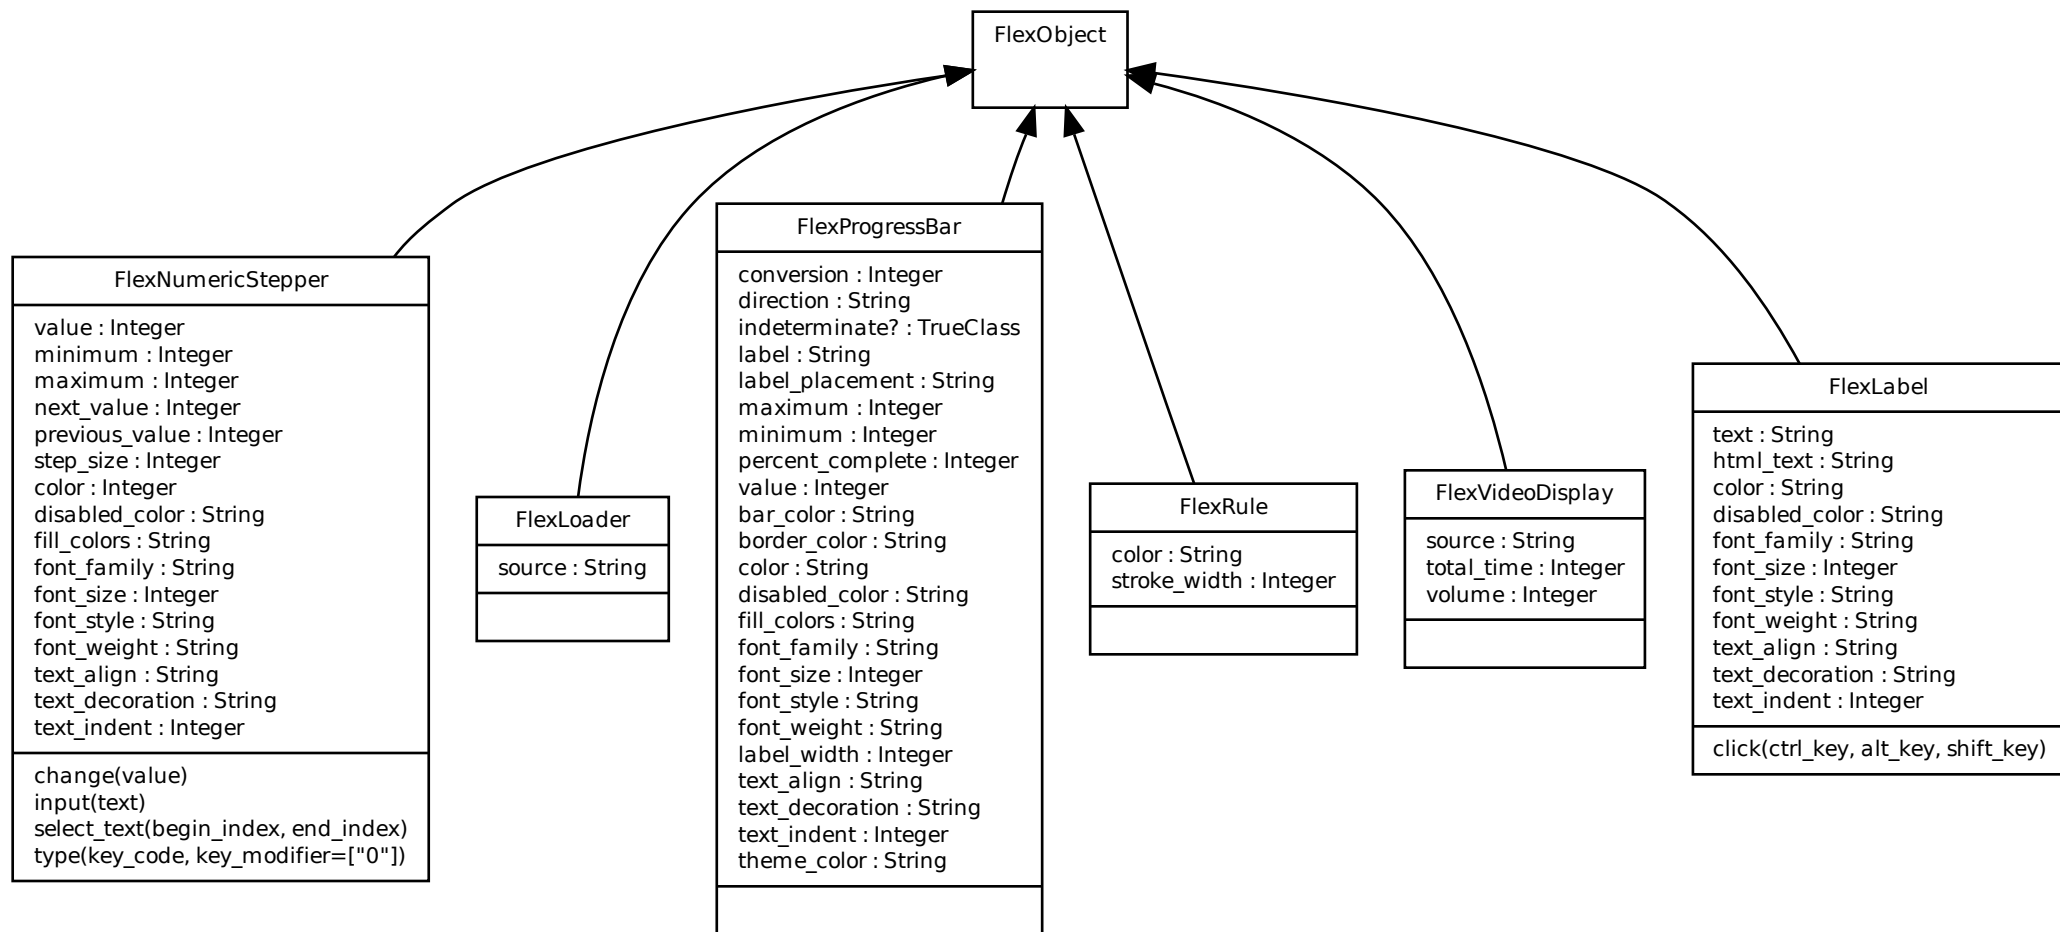 FlexObject
FlexNumericStepper
value : Integer
minimum : Integer
maximum : Integer
next_value : Integer
previous_value : Integer
step_size : Integer
color : Integer
disabled_color : String
fill_colors : String
font_family : String
font_size : Integer
font_style : String
font_weight : String
text_align : String
text_decoration : String
text_indent : Integer
change(value)
input(text)
select_text(begin_index, end_index)
type(key_code, key_modifier=["0"])
FlexLoader
source : String
FlexProgressBar
conversion : Integer
direction : String
indeterminate? : TrueClass
label : String
label_placement : String
maximum : Integer
minimum : Integer
percent_complete : Integer
value : Integer
bar_color : String
border_color : String
color : String
disabled_color : String
fill_colors : String
font_family : String
font_size : Integer
font_style : String
font_weight : String
label_width : Integer
text_align : String
text_decoration : String
text_indent : Integer
theme_color : String
FlexRule
color : String
stroke_width : Integer
FlexVideoDisplay
source : String
total_time : Integer
volume : Integer
FlexLabel
text : String
html_text : String
color : String
disabled_color : String
font_family : String
font_size : Integer
font_style : String
font_weight : String
text_align : String
text_decoration : String
text_indent : Integer
click(ctrl_key, alt_key, shift_key)